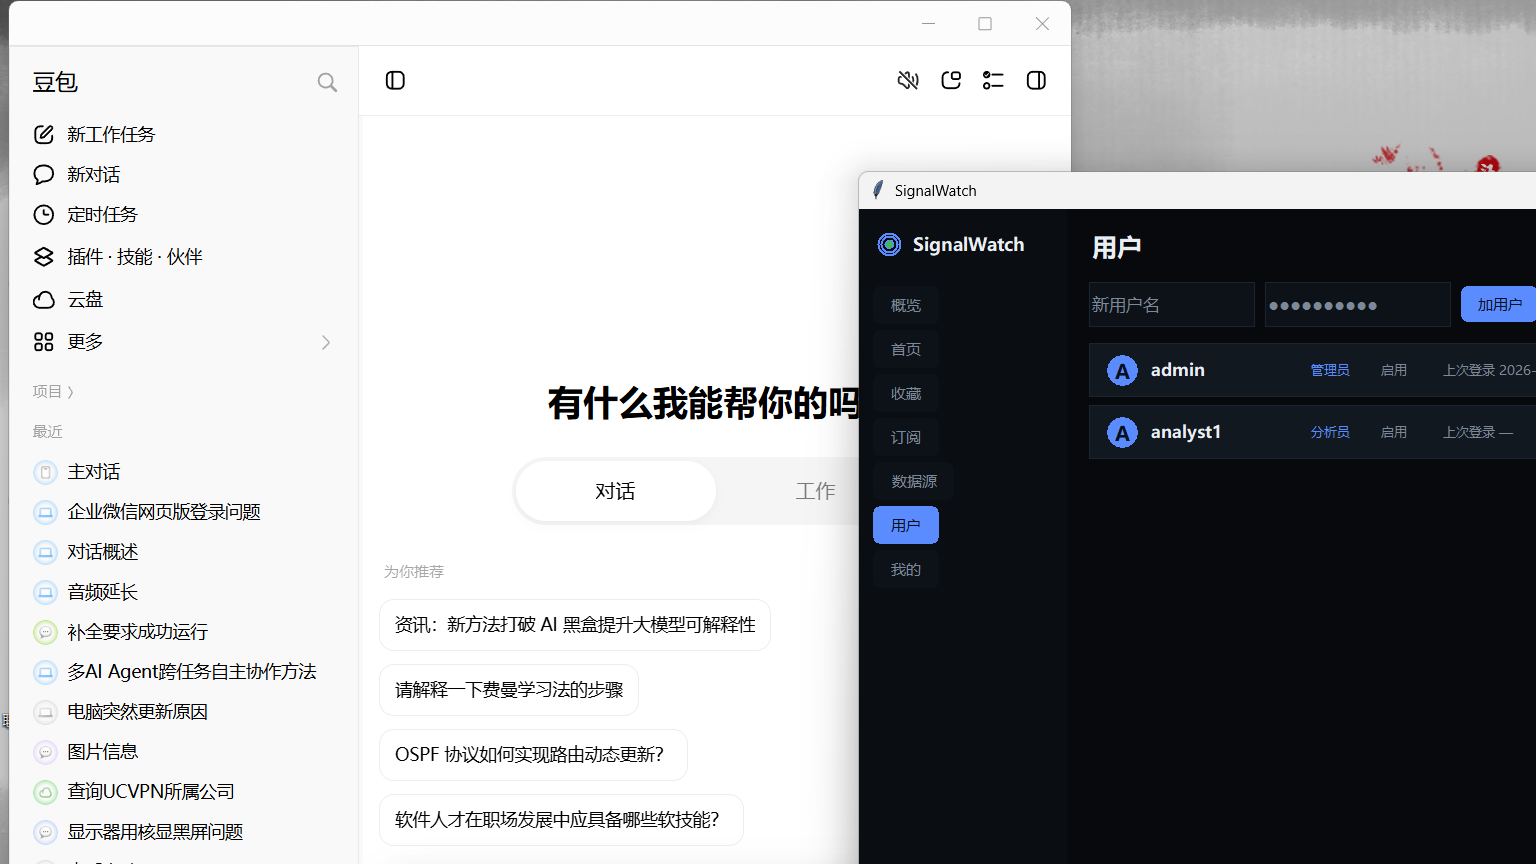 豆包
新工作任务
新对话
定时任务
插件 · 技能 · 伙伴
云盘
更多
项目
最近
主对话
企业微信网页版登录问题
对话概述
音频延长
补全要求成功运行
多AI Agent跨任务自主协作方法
电脑突然更新原因
图片信息
查询UCVPN所属公司
显示器用核显黑屏问题
有什么我能帮你的吗
对话
工作
为你推荐
资讯：新方法打破 AI 黑盒提升大模型可解释性
请解释一下费曼学习法的步骤
OSPF 协议如何实现路由动态更新？
软件人才在职场发展中应具备哪些软技能？
SignalWatch
SignalWatch
概览
首页
收藏
订阅
数据源
用户
我的
用户
新用户名
●●●●●●●●●●
加用户
A admin 管理员 启用 上次登录 2026-
A analyst1 分析员 启用 上次登录 —